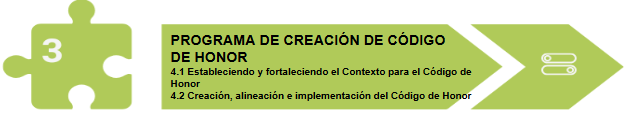 3
PROGRAMA DE CREACIÓN DE CÓDIGO
DE HONOR
4.1 Estableciendo y fortaleciendo el Contexto para el Código de
Honor
4.2 Creación, alineación e implementación del Código de Honor